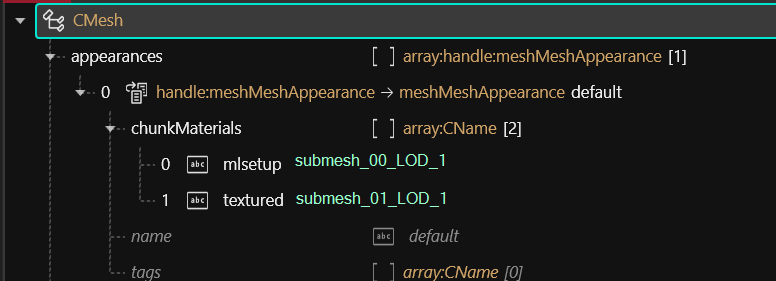 CMesh
appearances [ ] array:handle:meshMeshAppearance [1]
0 handle:meshMeshAppearance → meshMeshAppearance default
chunkMaterials [ ] array:CName [2]
0 abc mlsetup submesh_00_LOD_1
1 abc textured submesh_01_LOD_1
name abc default
tags [ ] array:CName [0]